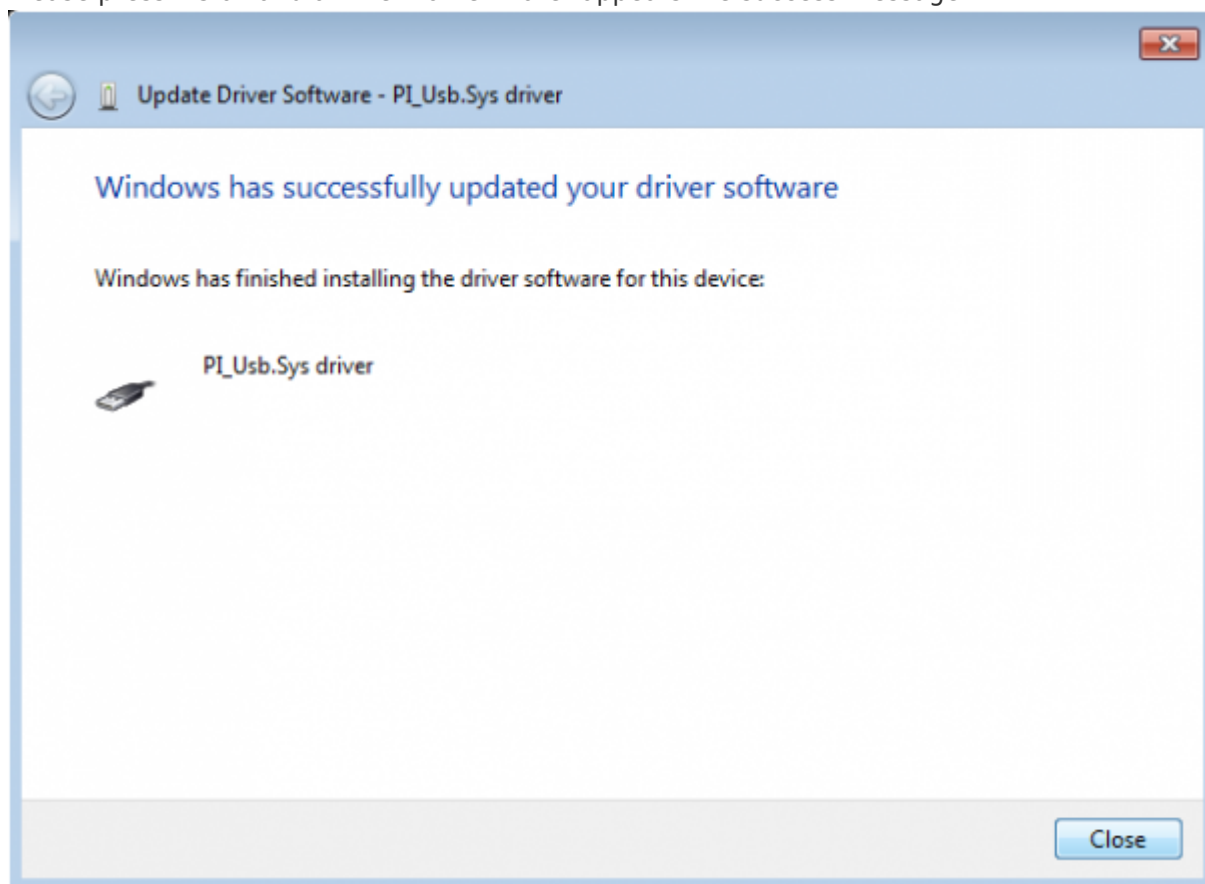 Update Driver Software - PI_Usb.Sys driver
Windows has successfully updated your driver software
Windows has finished installing the driver software for this device:
PI_Usb.Sys driver
Close